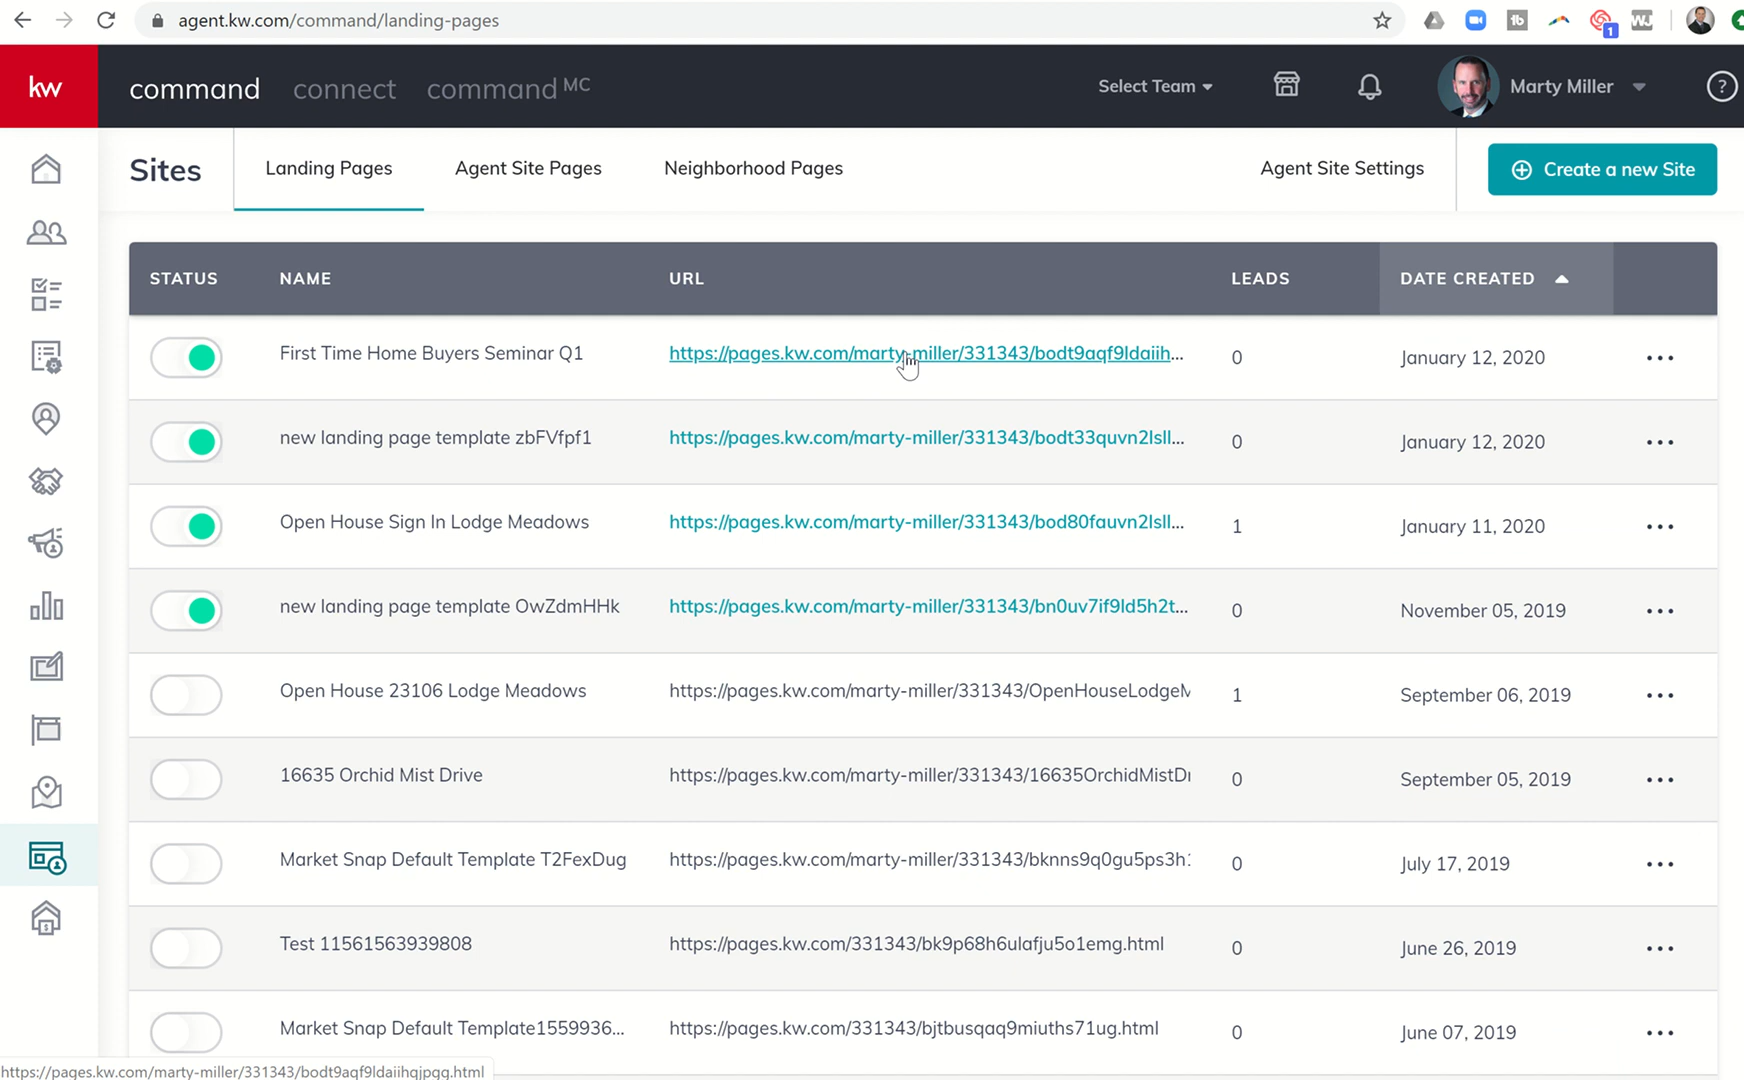 agent.kw.com/command/landing-pages
1
kw command connect command MC Select Team Marty Miller ?
Sites Landing Pages Agent Site Pages Neighborhood Pages Agent Site Settings Create a new Site
STATUS NAME URL LEADS DATE CREATED
First Time Home Buyers Seminar Q1 https://pages.kw.com/marty-miller/331343/bodt9aqf9ldaiih... 0 January 12, 2020
new landing page template zbFVfpf1 https://pages.kw.com/marty-miller/331343/bodt33quvn2lsll... 0 January 12, 2020
Open House Sign In Lodge Meadows https://pages.kw.com/marty-miller/331343/bod80fauvn2lsll... 1 January 11, 2020
new landing page template OwZdmHHk https://pages.kw.com/marty-miller/331343/bn0uv7if9ld5h2t... 0 November 05, 2019
Open House 23106 Lodge Meadows https://pages.kw.com/marty-miller/331343/OpenHouseLodgeM 1 September 06, 2019
16635 Orchid Mist Drive https://pages.kw.com/marty-miller/331343/16635OrchidMistDr 0 September 05, 2019
Market Snap Default Template T2FexDug https://pages.kw.com/marty-miller/331343/bknns9q0gu5ps3h 0 July 17, 2019
Test 11561563939808 https://pages.kw.com/331343/bk9p68h6ulafju5o1emg.html 0 June 26, 2019
Market Snap Default Template1559936... https://pages.kw.com/331343/bjtbusqaq9miuths71ug.html 0 June 07, 2019
https://pages.kw.com/marty-miller/331343/bodt9aqf9ldaiihqjpgg.html